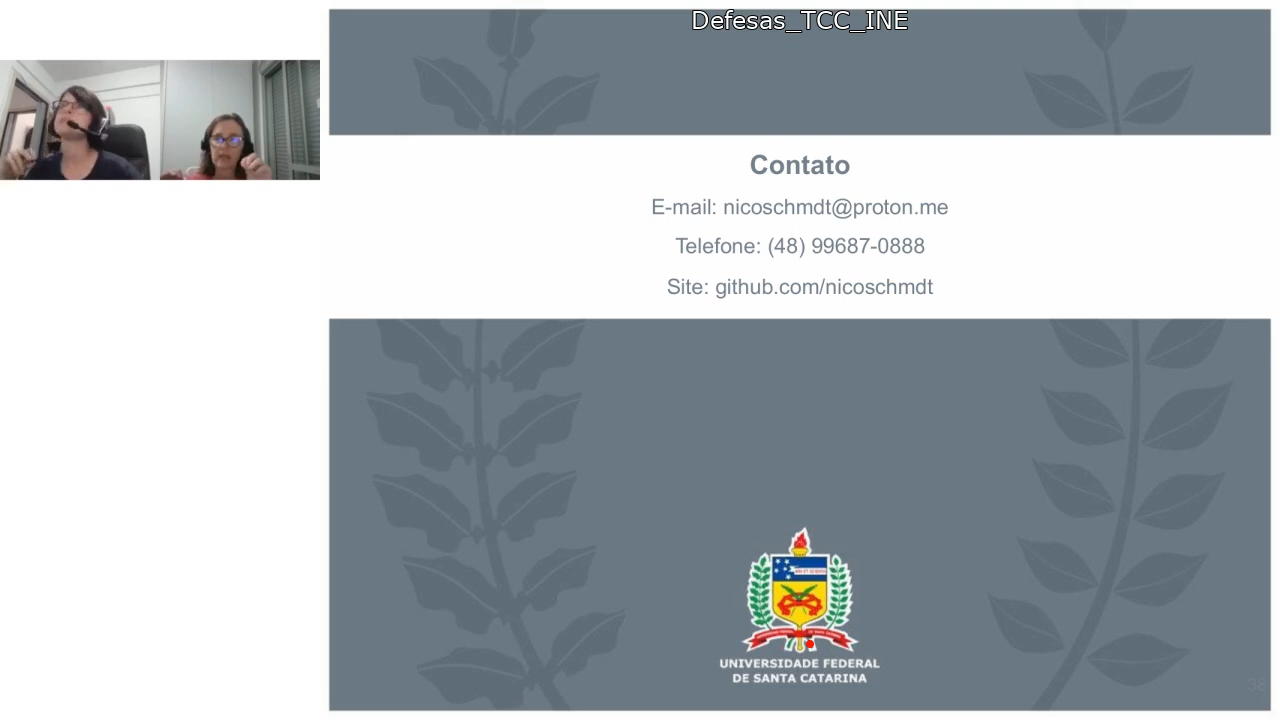 Defesas_TCC_INE
Contato
E-mail: nicoschmdt@proton.me
Telefone: (48) 99687-0888
Site: github.com/nicoschmdt
UNIVERSIDADE FEDERAL
DE SANTA CATARINA
38